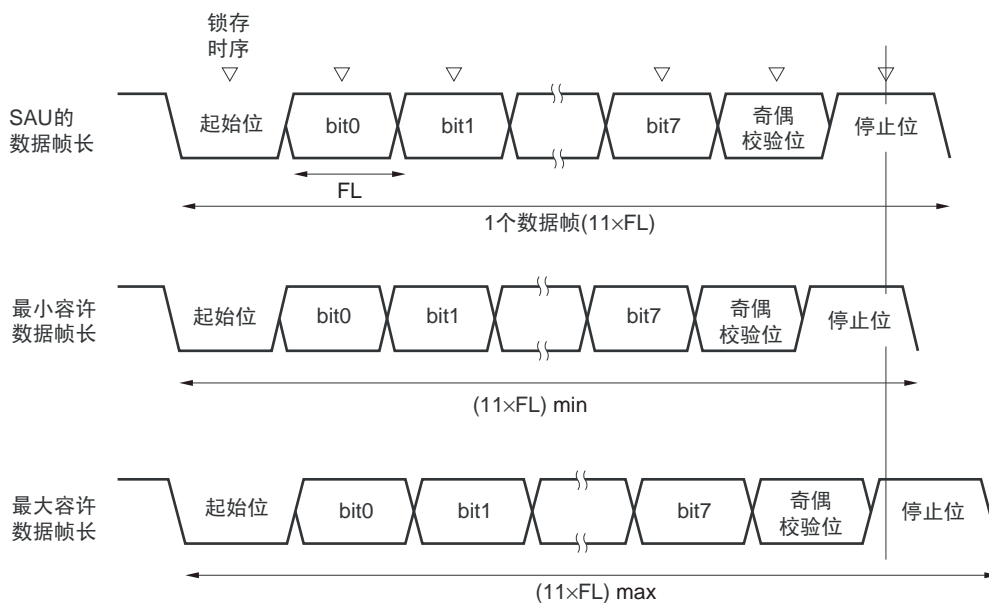 锁存
时序
SAU的
数据帧长
起始位
bit0
bit1
bit7
奇偶
校验位
停止位
FL
1个数据帧(11×FL)
最小容许
数据帧长
起始位
bit0
bit1
bit7
奇偶
校验位
停止位
(11×FL) min
最大容许
数据帧长
起始位
bit0
bit1
bit7
奇偶
校验位
停止位
(11×FL) max